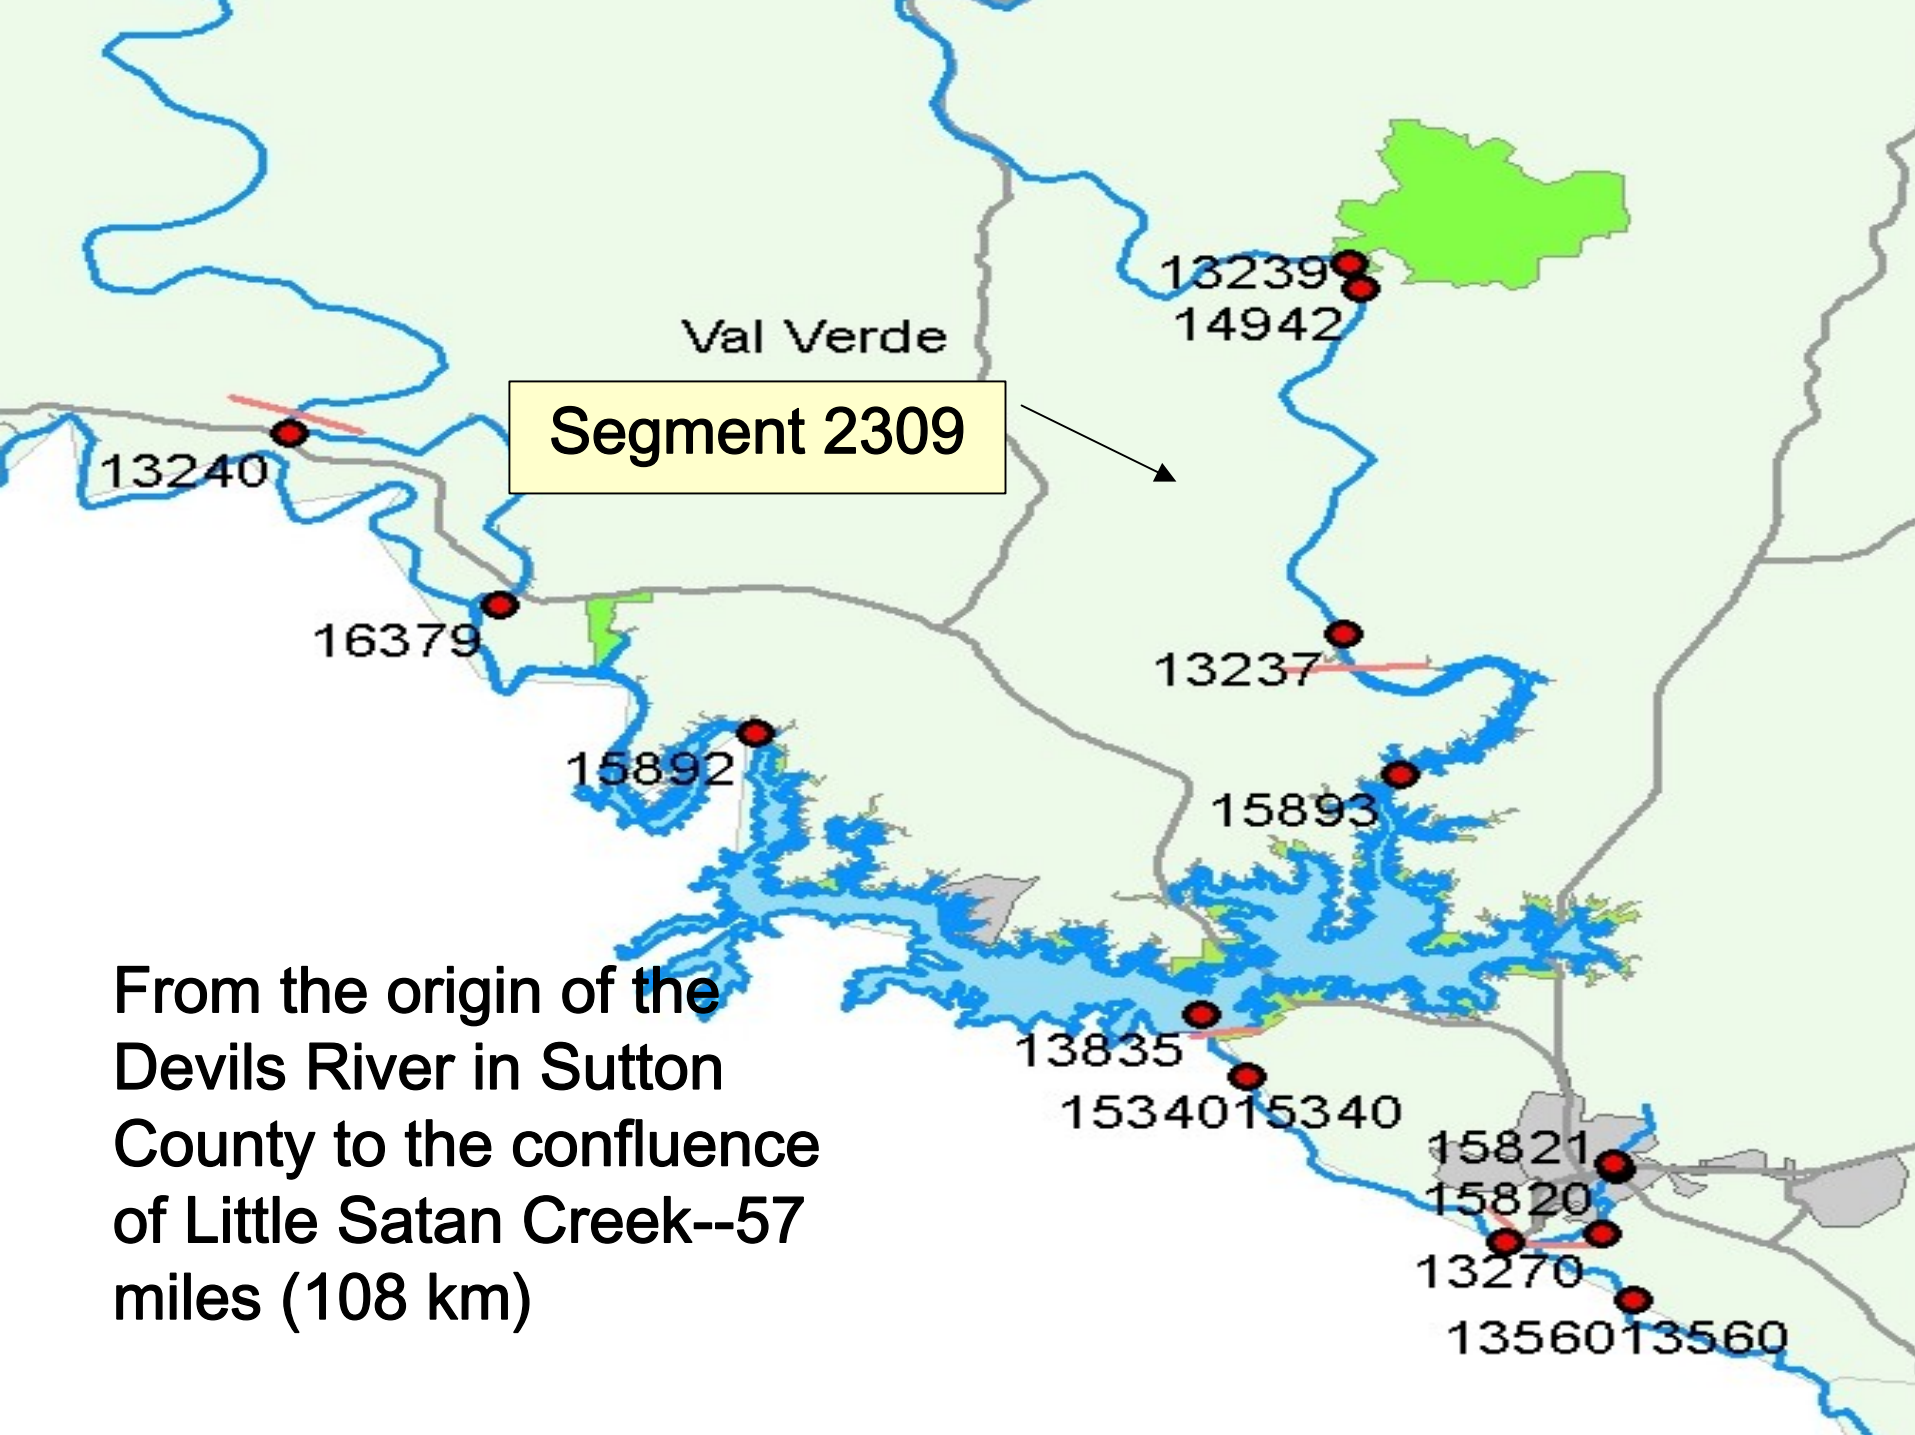 13239
14942
Val Verde
Segment 2309
13240
16379
13237
15892
15893
From the origin of the
Devils River in Sutton
County to the confluence
of Little Satan Creek--57
miles (108 km)
13835
1534015340
15821
15820
13270
1356013560